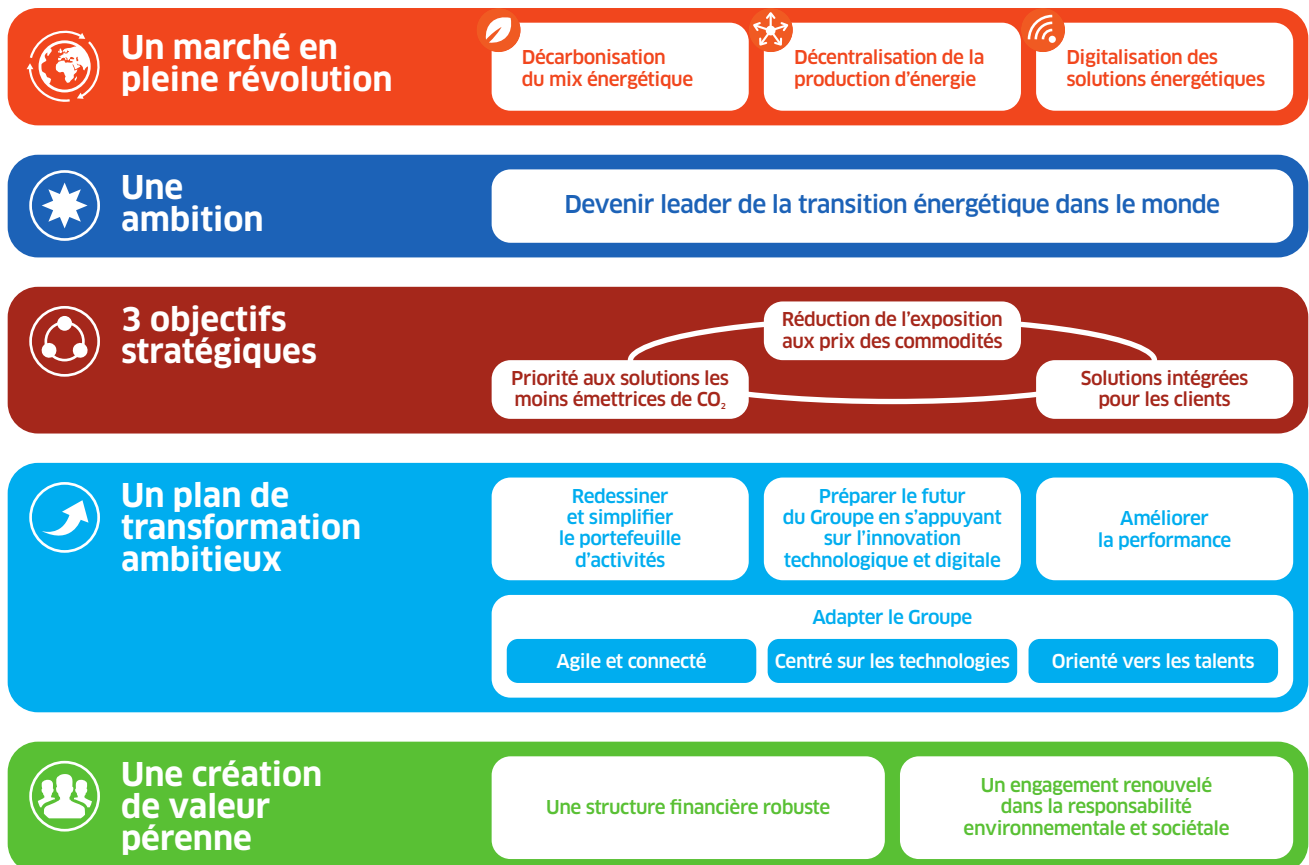 Un marché en
pleine révolution
Décarbonisation
du mix énergétique
Décentralisation de la
production d'énergie
Digitalisation des
solutions énergétiques
Une
ambition
Devenir leader de la transition énergétique dans le monde
3 objectifs
stratégiques
Réduction de l'exposition
aux prix des commodités
Priorité aux solutions les
moins émettrices de CO₂
Solutions intégrées
pour les clients
Un plan de
transformation
ambitieux
Redessiner
et simplifier
le portefeuille
d'activités
Préparer le futur
du Groupe en s'appuyant
sur l'innovation
technologique et digitale
Améliorer
la performance
Adapter le Groupe
Agile et connecté
Centré sur les technologies
Orienté vers les talents
Une création
de valeur
pérenne
Une structure financière robuste
Un engagement renouvelé
dans la responsabilité
environnementale et sociétale